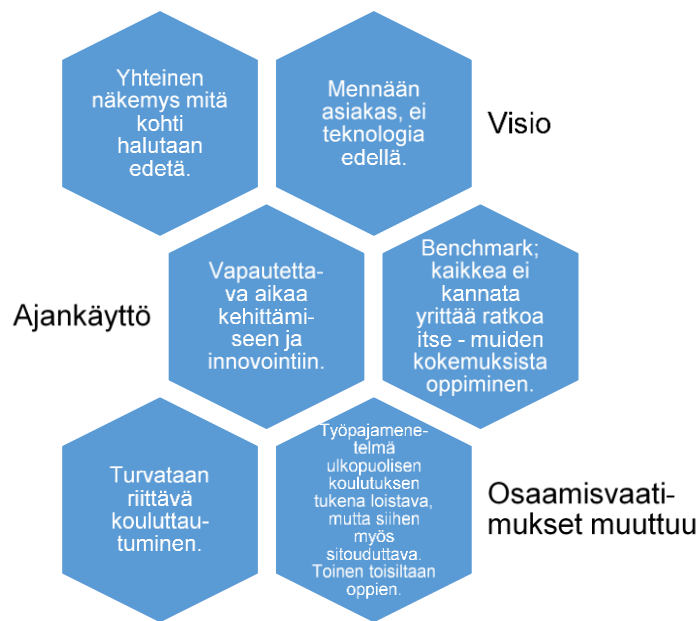 Yhteinen
näkemys mitä
kohti
halutaan
edetä.
Mennään
asiakas, ei
teknologia
edellä.
Visio
Ajankäyttö
Vapautetta-
va aikaa
kehittämi-
seen ja
innovointiin.
Benchmark;
kaikkea ei
kannata
yrittää ratkoa
itse - muiden
kokemuksista
oppiminen.
Turvataan
riittävä
kouluttau-
tuminen.
Työpajamene-
telmä
ulkopuolisen
koulutuksen
tukena loistava,
mutta siihen
myös
sitouduttava.
Toinen toisiltaan
oppien.
Osaamisvaati-
mukset muuttuu